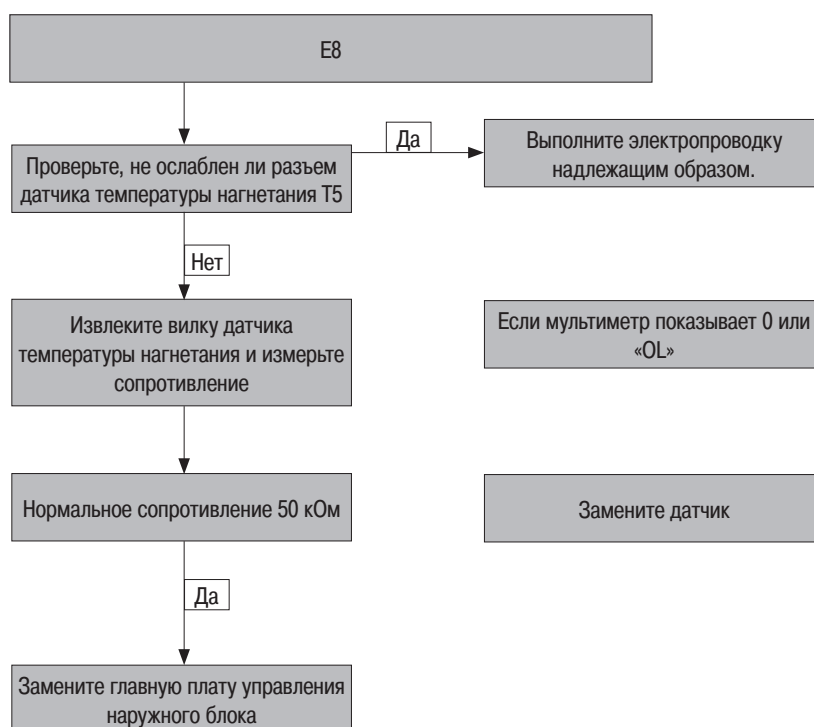 E8
Да
Проверьте, не ослаблен ли разъем
датчика температуры нагнетания T5
Выполните электропроводку
надлежащим образом.
Нет
Извлеките вилку датчика
температуры нагнетания и измерьте
сопротивление
Если мультиметр показывает 0 или
«OL»
Нормальное сопротивление 50 кОм
Замените датчик
Да
Замените главную плату управления
наружного блока